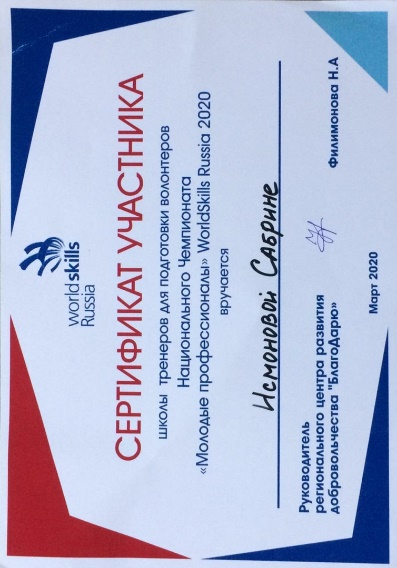 worldskills
Russia
СЕРТИФИКАТ УЧАСТНИКА
школы тренеров для подготовки волонтеров
Национального Чемпионата
«Молодые профессионалы» WorldSkills Russia 2020
вручается
Исмоновой Сабрине
Руководитель
регионального центра развития
добровольчества "БлагоДарю"
Филимонова Н.А
Март 2020